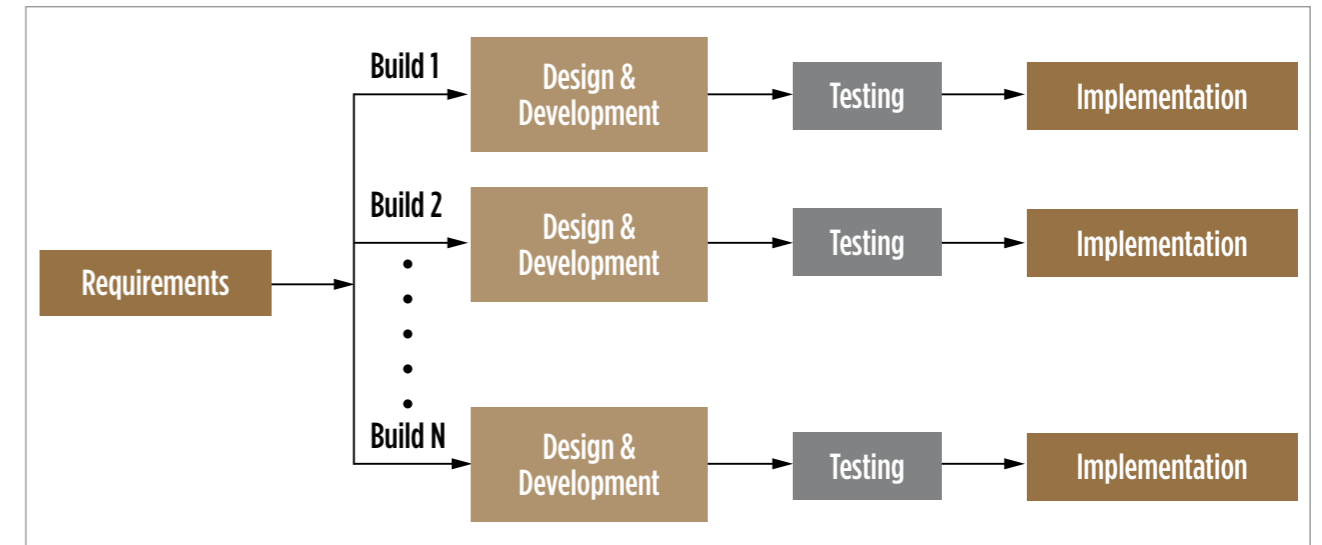 Build 1
Design &
Development
Testing
Implementation
Build 2
Design &
Development
Testing
Implementation
Requirements
Build N
Design &
Development
Testing
Implementation